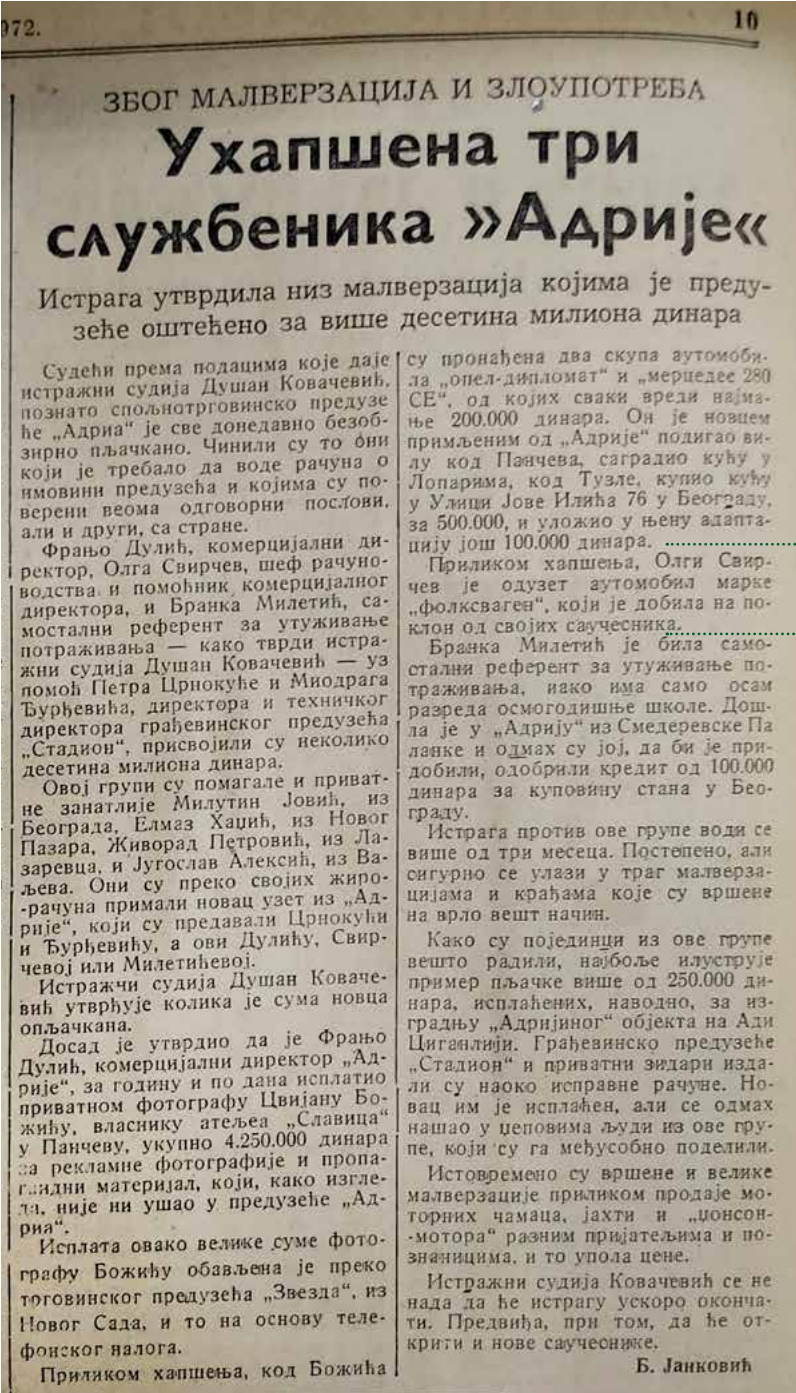 972.
10
ЗБОГ МАЛВЕРЗАЦИЈА И ЗЛОУПОТРЕБА
Ухапшена три
службеника »Адрије«
Истрага утврдила низ малверзација којима је преду-
зеће оштећено за више десетина милиона динара
Судећи према подацима које даје
истражни судија Душан Ковачевић,
познато спољнотрговинско предузе
ће „Адриа“ је све донедавно безоб-
зирно пљачкано. Чинили су то они
који је требало да воде рачуна о
имовини предузећа и којима су по-
верени веома одговорни послови,
али и други, са стране.
Фрањо Дулић, комерцијални ди-
ректор, Олга Свирчев, шеф рачуно-
водства и помоћник комерцијалног
директора, и Бранка Милетић, са-
мостални референт за утуживање
потраживања — како тврди истра-
жни судија Душан Ковачевић — уз
помоћ Петра Црнокуће и Миодрага
Ђурђевића, директора и техничког
директора грађевинског предузећа
„Стадион“, присвојили су неколико
десетина милиона динара.
Овој групи су помагале и приват-
не занатлије Милутин Јовић, из
Београда, Елмаз Хаџић, из Новог
Пазара, Живорад Петровић, из Ла-
заревца, и Југослав Алексић, из Ва-
љева. Они су преко својих жиро-
-рачуна примали новац узет из „Ад-
рије“, који су предавали Црнокући
и Ђурђевићу, а ови Дулићу, Свир-
чевој или Милетићевој.
Истражчи судија Душан Коваче-
вић утврђује колика је сума новца
опљачкана.
Досад је утврдио да је Фрањо
Дулић, комерцијални директор „Ад-
рије“, за годину и по дана исплатио
приватном фотографу Цвијану Бо-
жићу, власнику атељеа „Славица“
у Панчеву, укупно 4.250.000 динара
за рекламне фотографије и пропа-
гандни материјал, који, како изгле-
да, није ни ушао у предузеће „Ад-
риа“.
Исплата овако велике суме фото-
графу Божићу обављена је преко
тоговинског предузећа „Звезда“, из
Новог Сада, и то на основу теле-
фонског налога.
Приликом хапшења, код Божића
су пронађена два скупа аутомоби-
ла „опел-дипломат“ и „мерцедес 280
СЕ“, од којих сваки вреди најма-
ње 200.000 динара. Он је новцем
примљеним од „Адрије“ подигао ви-
лу код Панчева, саградио кућу у
Лопарима, код Тузле, купио кућу
у Улици Јове Илића 76 у Београду,
за 500.000, и уложио у њену адапта-
цију још 100.000 динара.
Приликом хапшења, Олги Свир-
чев је одузет аутомобил марке
„фолксваген“, који је добила на по-
клон од својих саучесника.
Бранка Милетић је била само-
стални референт за утуживање по-
траживања, иако има само осам
разреда осмогодишње школе. Дош-
ла је у „Адрију“ из Смедеревске Па
ланке и одмах су јој, да би је при-
добили, одобрили кредит од 100.000
динара за куповину стана у Бео-
граду.
Истрага против ове групе води се
више од три месеца. Постепено, али
сигурно се улази у траг малверза-
цијама и крађама које су вршене
на врло вешт начин.
Како су појединци из ове групе
вешто радили, најбоље илуструје
пример пљачке више од 250.000 ди-
нара, исплаћених, наводно, за из-
градњу „Адријиног“ објекта на Ади
Циганлији. Грађевинско предузеће
„Стадион“ и приватни зидари изда-
ли су наоко исправне рачуне. Но-
вац им је исплаћен, али се одмах
нашао у џеповима људи из ове гру-
пе, који су га међусобно поделили.
Истовремено су вршене и велике
малверзације приликом продаје мо-
торних чамаца, јахти и „џонсон-
-мотора“ разним пријатељима и по-
знаницима, и то упола цене.
Истражни судија Ковачевић се не
нада да ће истрагу ускоро оконча-
ти. Предвиђа, при том, да ће от-
крити и нове саучеснике.
Б. Јанковић